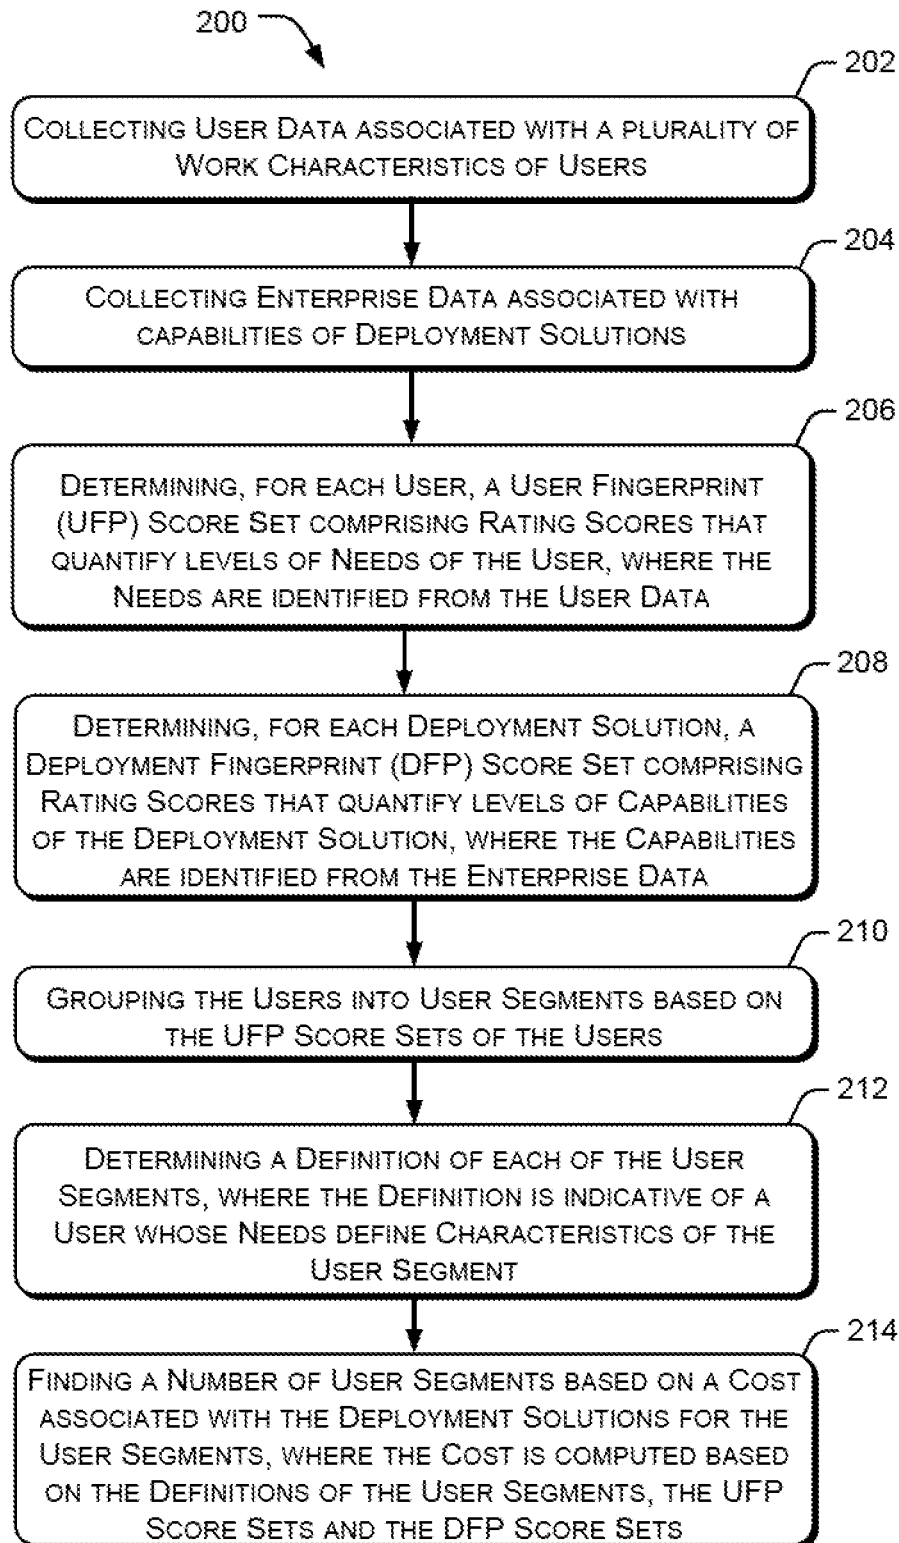 200
202
COLLECTING USER DATA ASSOCIATED WITH A PLURALITY OF
WORK CHARACTERISTICS OF USERS
204
COLLECTING ENTERPRISE DATA ASSOCIATED WITH
CAPABILITIES OF DEPLOYMENT SOLUTIONS
206
DETERMINING, FOR EACH USER, A USER FINGERPRINT
(UFP) SCORE SET COMPRISING RATING SCORES THAT
QUANTIFY LEVELS OF NEEDS OF THE USER, WHERE THE
NEEDS ARE IDENTIFIED FROM THE USER DATA
208
DETERMINING, FOR EACH DEPLOYMENT SOLUTION, A
DEPLOYMENT FINGERPRINT (DFP) SCORE SET COMPRISING
RATING SCORES THAT QUANTIFY LEVELS OF CAPABILITIES
OF THE DEPLOYMENT SOLUTION, WHERE THE CAPABILITIES
ARE IDENTIFIED FROM THE ENTERPRISE DATA
210
GROUPING THE USERS INTO USER SEGMENTS BASED ON
THE UFP SCORE SETS OF THE USERS
212
DETERMINING A DEFINITION OF EACH OF THE USER
SEGMENTS, WHERE THE DEFINITION IS INDICATIVE OF A
USER WHOSE NEEDS DEFINE CHARACTERISTICS OF THE
USER SEGMENT
214
FINDING A NUMBER OF USER SEGMENTS BASED ON A COST
ASSOCIATED WITH THE DEPLOYMENT SOLUTIONS FOR THE
USER SEGMENTS, WHERE THE COST IS COMPUTED BASED
ON THE DEFINITIONS OF THE USER SEGMENTS, THE UFP
SCORE SETS AND THE DFP SCORE SETS